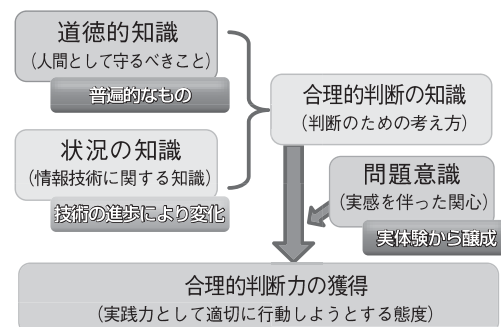 道徳的知識
（人間として守るべきこと）
普遍的なもの
状況の知識
（情報技術に関する知識）
技術の進歩により変化
合理的判断の知識
（判断のための考え方）
問題意識
（実感を伴った関心）
実体験から醸成
合理的判断力の獲得
（実践力として適切に行動しようとする態度）